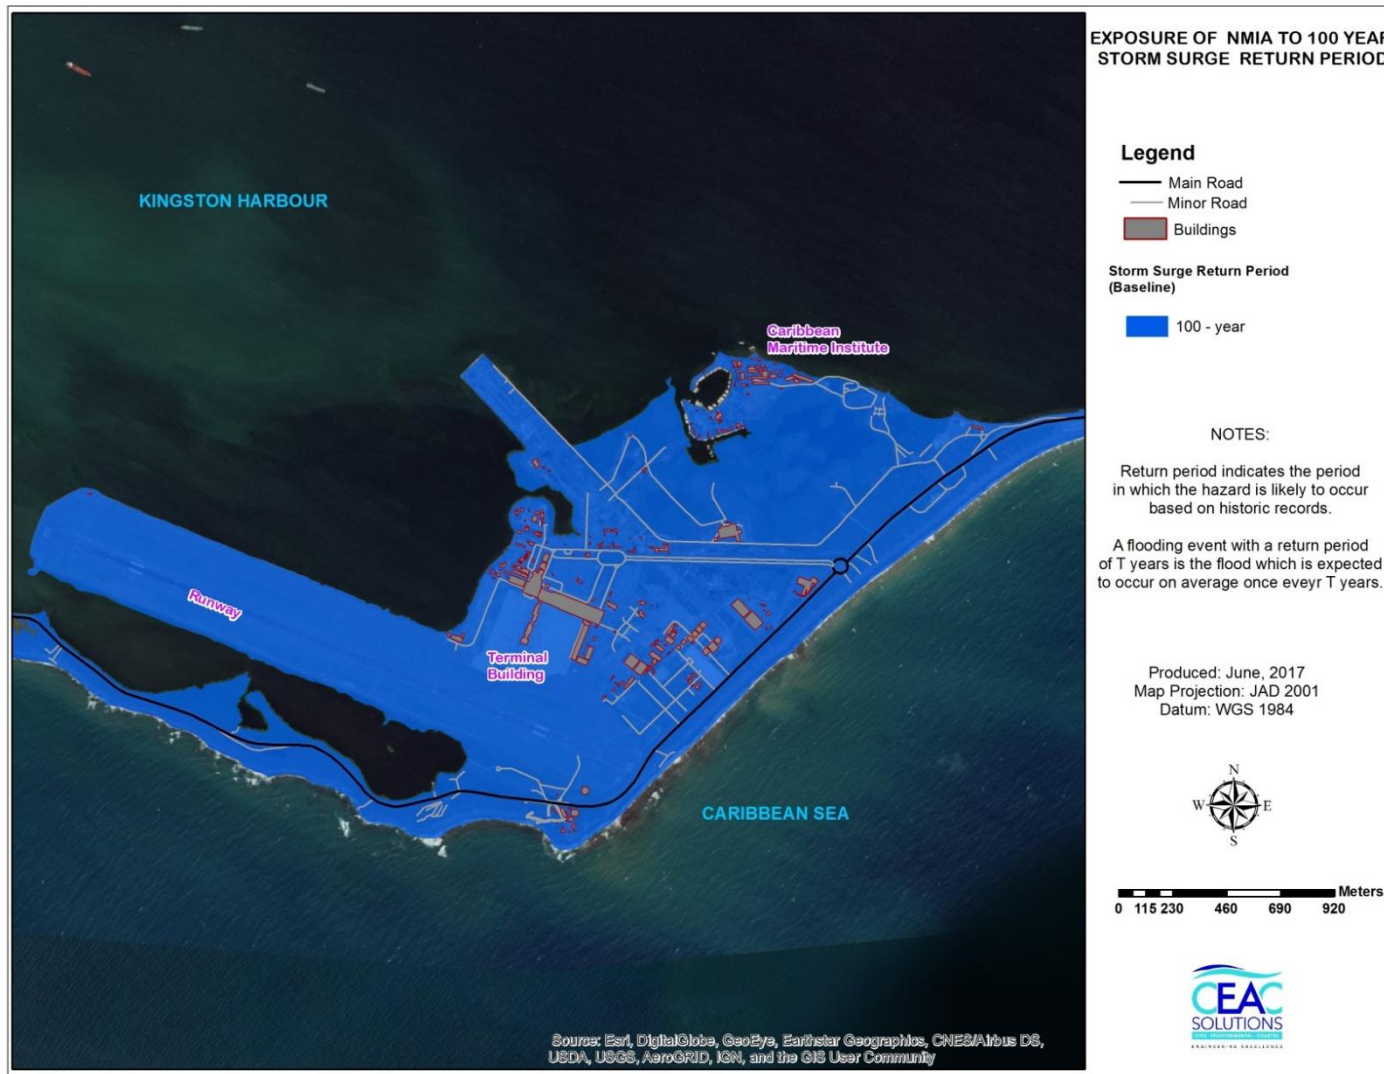 EXPOSURE OF NMIA TO 100 YEAR
STORM SURGE RETURN PERIOD
KINGSTON HARBOUR
Caribbean
Maritime Institute
Runway
Terminal
Building
CARIBBEAN SEA
Source: Esri, DigitalGlobe, GeoEye, Earthstar Geographics, CNES/Airbus DS,
USDA, USGS, AeroGRID, IGN, and the GIS User Community
Legend
Main Road
Minor Road
Buildings
Storm Surge Return Period
(Baseline)
100 - year
NOTES:
Return period indicates the period
in which the hazard is likely to occur
based on historic records.
A flooding event with a return period
of T years is the flood which is expected
to occur on average once eveyr T years.
Produced: June, 2017
Map Projection: JAD 2001
Datum: WGS 1984
N
W E
S
Meters
0 115 230 460 690 920
CEAC
SOLUTIONS
CIVIL ENVIRONMENTAL COASTAL
ENGINEERING EXCELLENCE